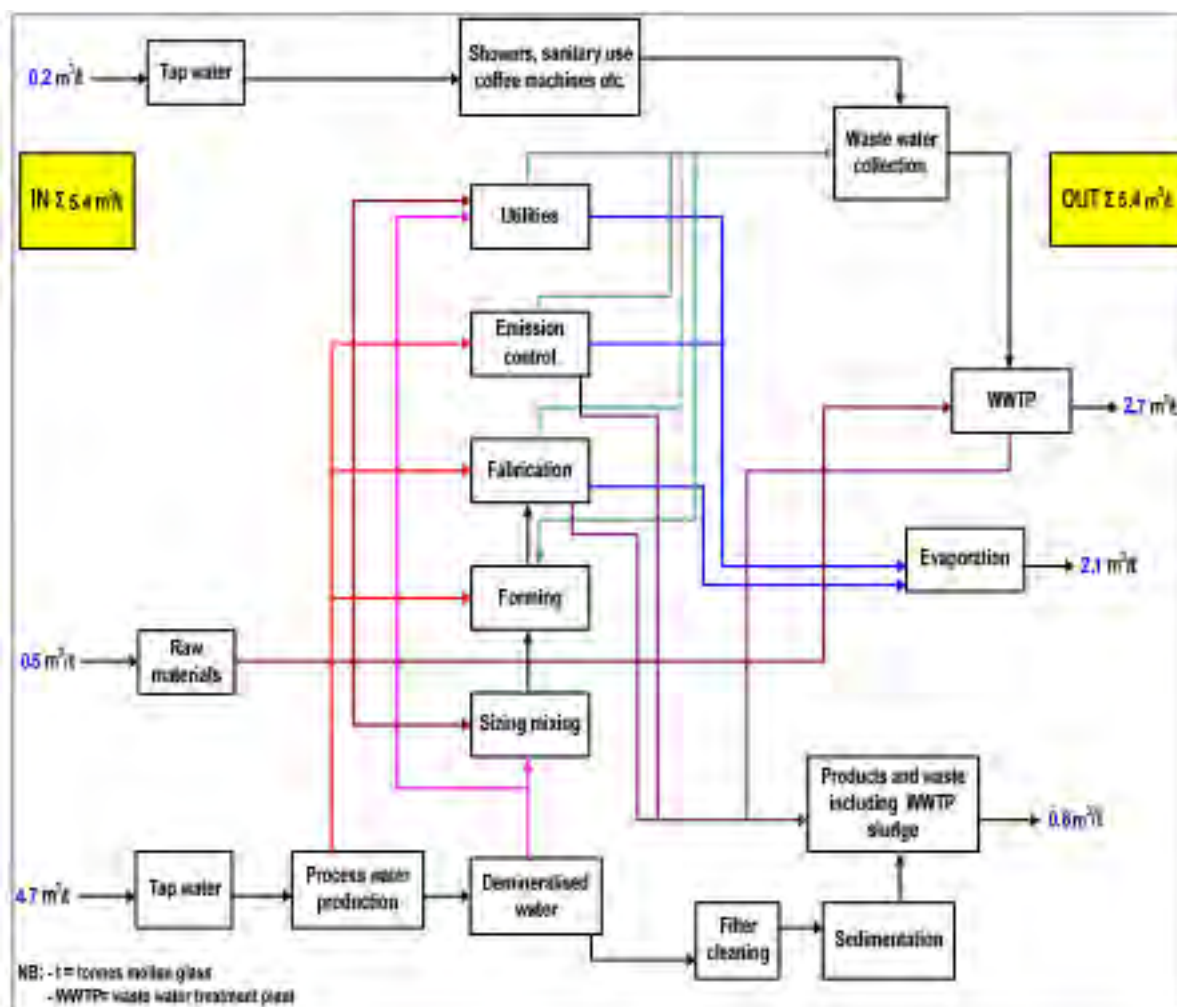 Showers, sanitary use
coffee machines etc.
0.2 m³/t
Tap water
Waste water
collection
IN Σ 5.4 m³/t
OUT Σ 5.4 m³/t
Utilities
Emission
control
WWTP
2.7 m³/t
Fabrication
Evaporation
2.1 m³/t
Forming
05 m³/t
Raw
materials
Sizing mixing
Products and waste
including WWTP
sludge
0.6 m³/t
4.7 m³/t
Tap water
Process water
production
Demineralised
water
Filter
cleaning
Sedimentation
NB: - t = tonnes molten glass
- WWTP= waste water treatment plant